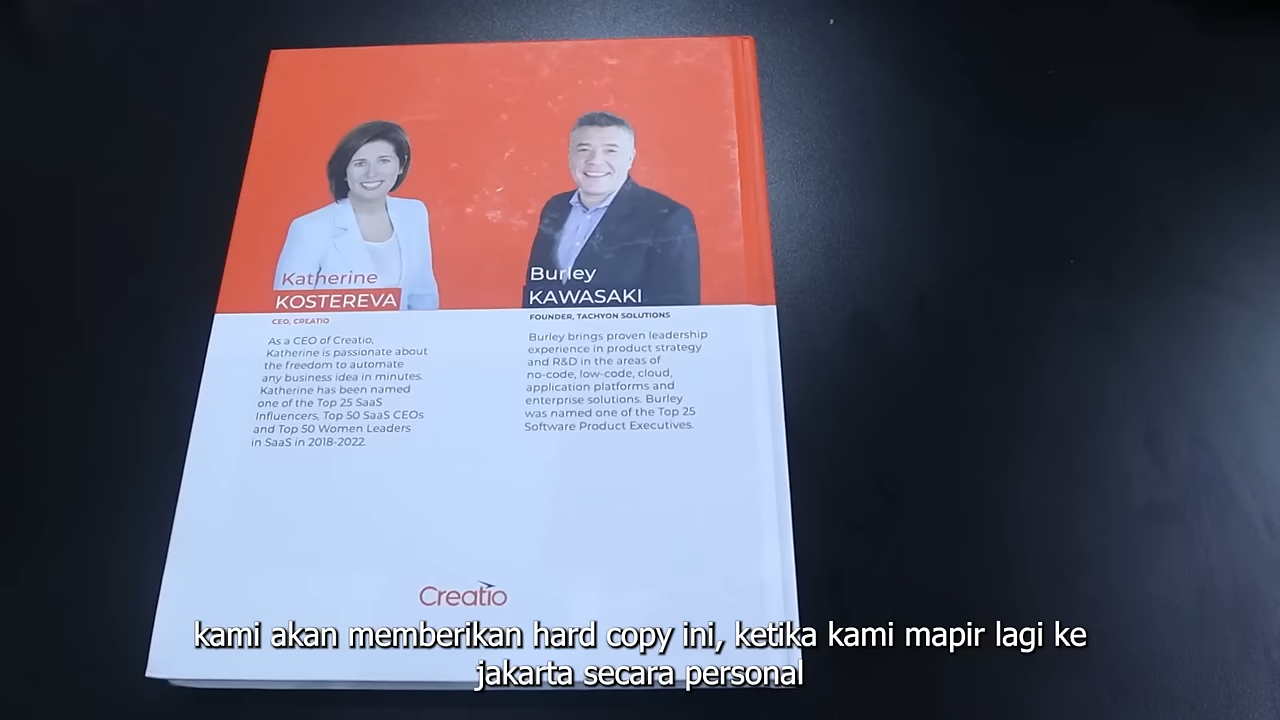 Katherine
KOSTEREVA
CEO, CREATIO
As a CEO of Creatio,
Katherine is passionate about
the freedom to automate
any business idea in minutes.
Katherine has been named
one of the Top 25 SaaS
Influencers, Top 50 SaaS CEOs
and Top 50 Women Leaders
in SaaS in 2018-2022.
Burley
KAWASAKI
FOUNDER, TACHYON SOLUTIONS
Burley brings proven leadership
experience in product strategy
and R&D in the areas of
no-code, low-code, cloud,
application platforms and
enterprise solutions. Burley
was named one of the Top 25
Software Product Executives.
Creatio
kami akan memberikan hard copy ini, ketika kami mapir lagi ke
jakarta secara personal